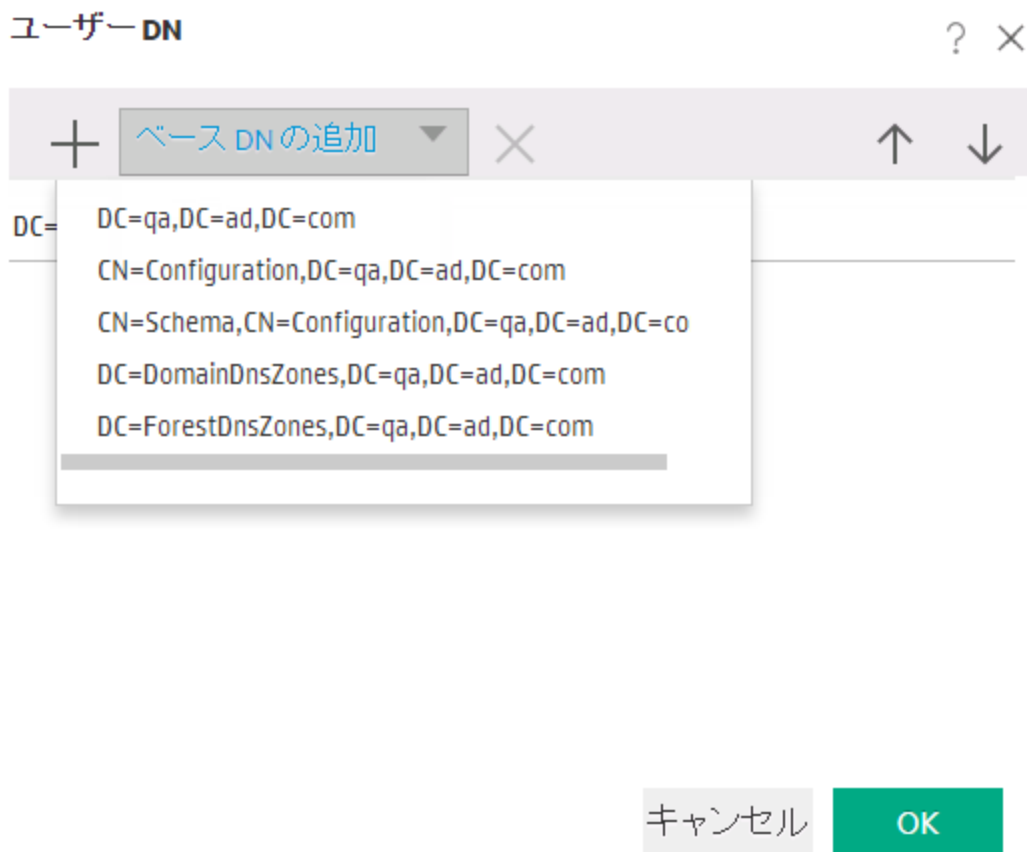 ユーザー DN
?
ベース DN の追加
DC=
DC=qa,DC=ad,DC=com
CN=Configuration,DC=qa,DC=ad,DC=com
CN=Schema,CN=Configuration,DC=qa,DC=ad,DC=co
DC=DomainDnsZones,DC=qa,DC=ad,DC=com
DC=ForestDnsZones,DC=qa,DC=ad,DC=com
キャンセル
OK